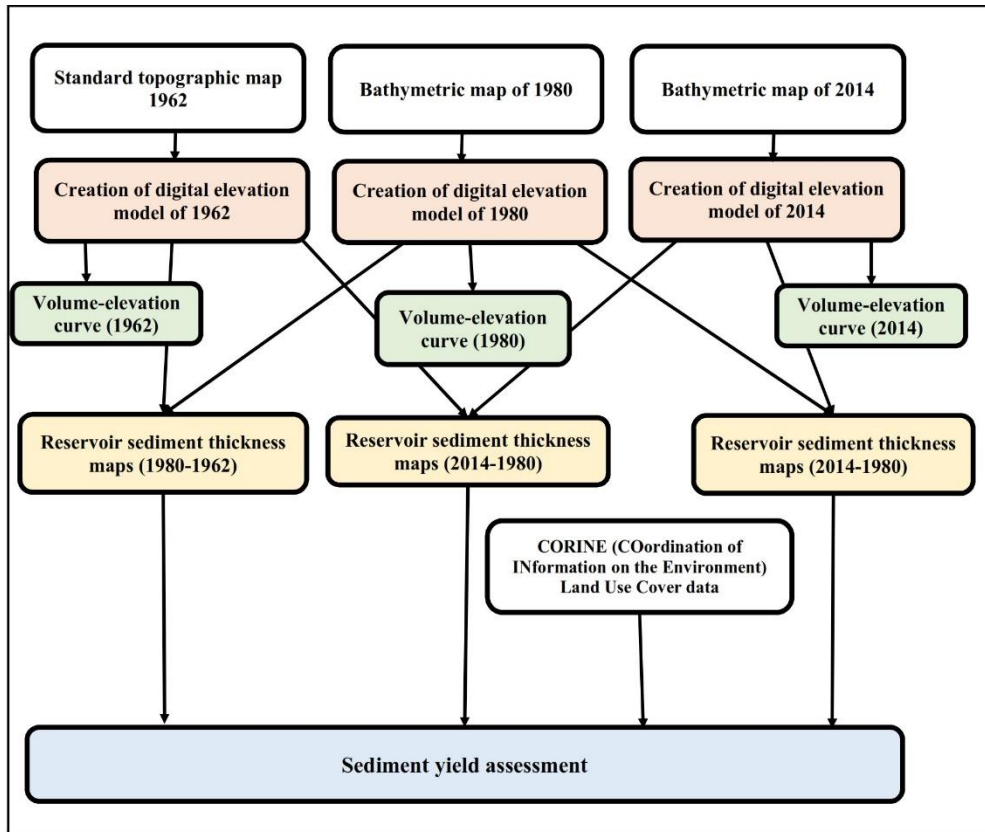 Standard topographic map
1962
Bathymetric map of 1980
Bathymetric map of 2014
Creation of digital elevation
model of 1962
Creation of digital elevation
model of 1980
Creation of digital elevation
model of 2014
Volume-elevation
curve (1962)
Volume-elevation
curve (1980)
Volume-elevation
curve (2014)
Reservoir sediment thickness
maps (1980-1962)
Reservoir sediment thickness
maps (2014-1980)
Reservoir sediment thickness
maps (2014-1980)
CORINE (COordination of
INformation on the Environment)
Land Use Cover data
Sediment yield assessment